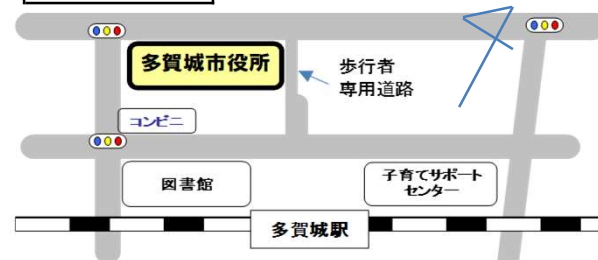 多賀城市役所
歩行者
専用道路
コンビニ
図書館
子育てサポート
センター
多賀城駅